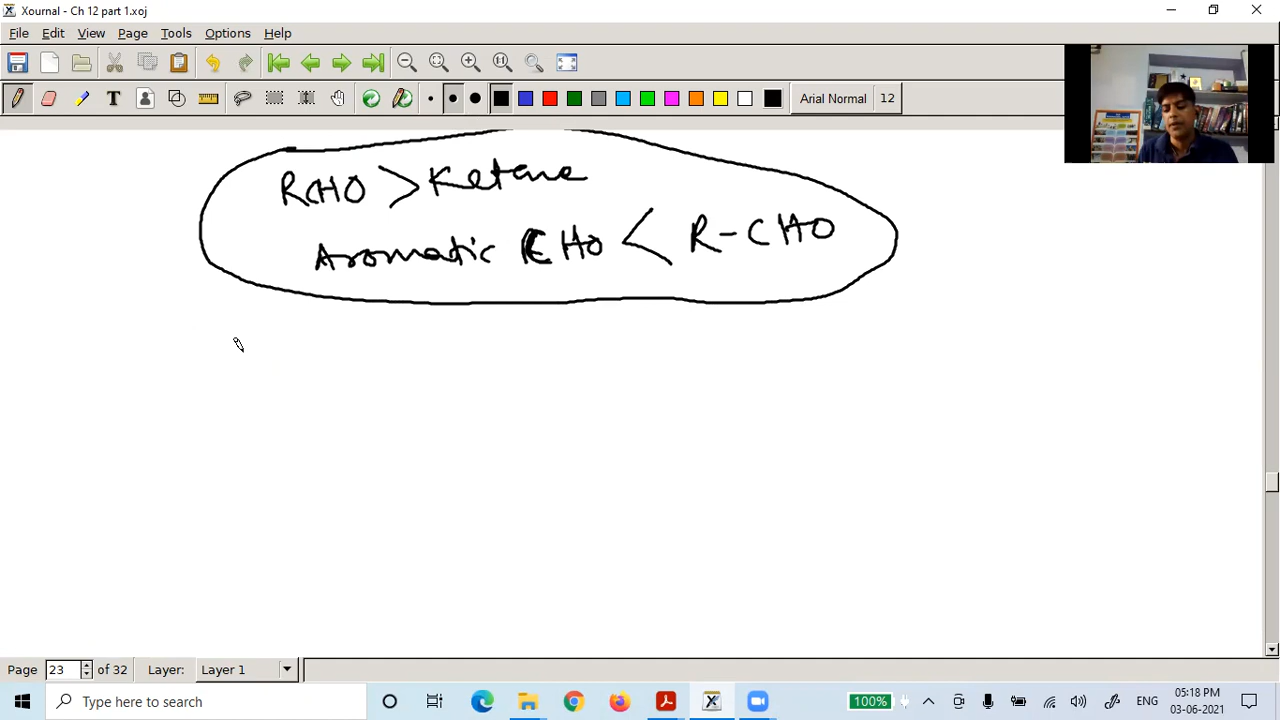 Xournal - Ch 12 part 1.xoj
File Edit View Page Tools Options Help
Arial Normal 12
RCHO > Ketone
Aromatic CHO < R-CHO
Page 23 of 32 Layer: Layer 1
Type here to search
100%
ENG
05:18 PM
03-06-2021